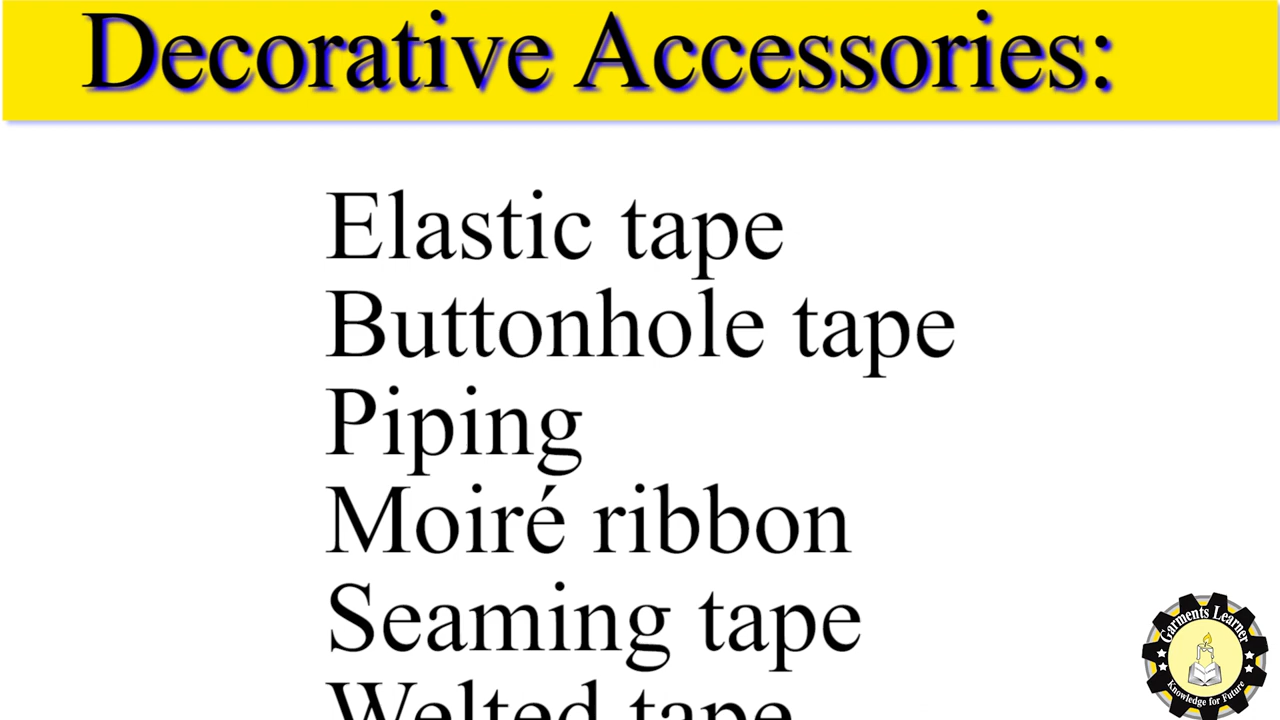 Decorative Accessories:
Elastic tape
Buttonhole tape
Piping
Moiré ribbon
Seaming tape
Welted tape
Garments Learner
Knowledge for Future